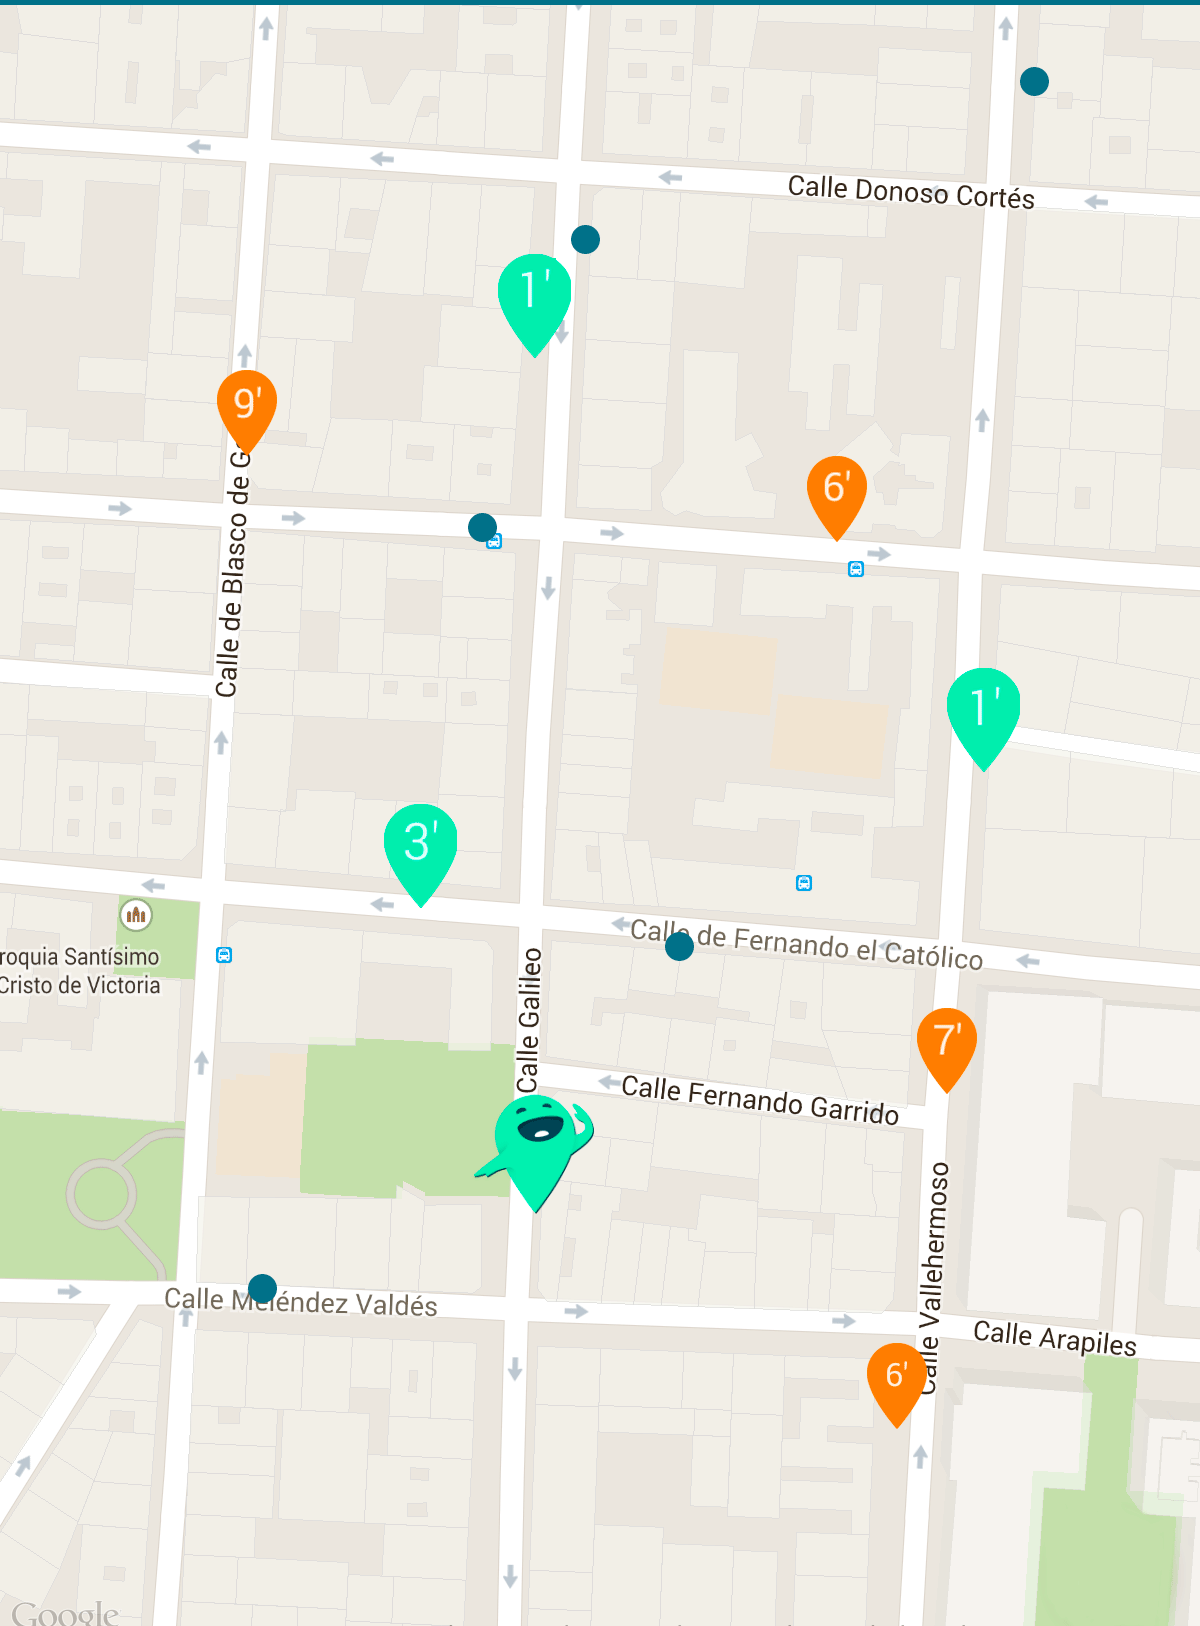 Calle Donoso Cortés
1'
9'
6'
Calle de Blasco de G
1'
3'
Calle de Fernando el Católico
roquia Santísimo
Cristo de Victoria
Calle Galileo
7'
Calle Fernando Garrido
Calle Vallehermoso
Calle Meléndez Valdés
Calle Arapiles
6'
Google